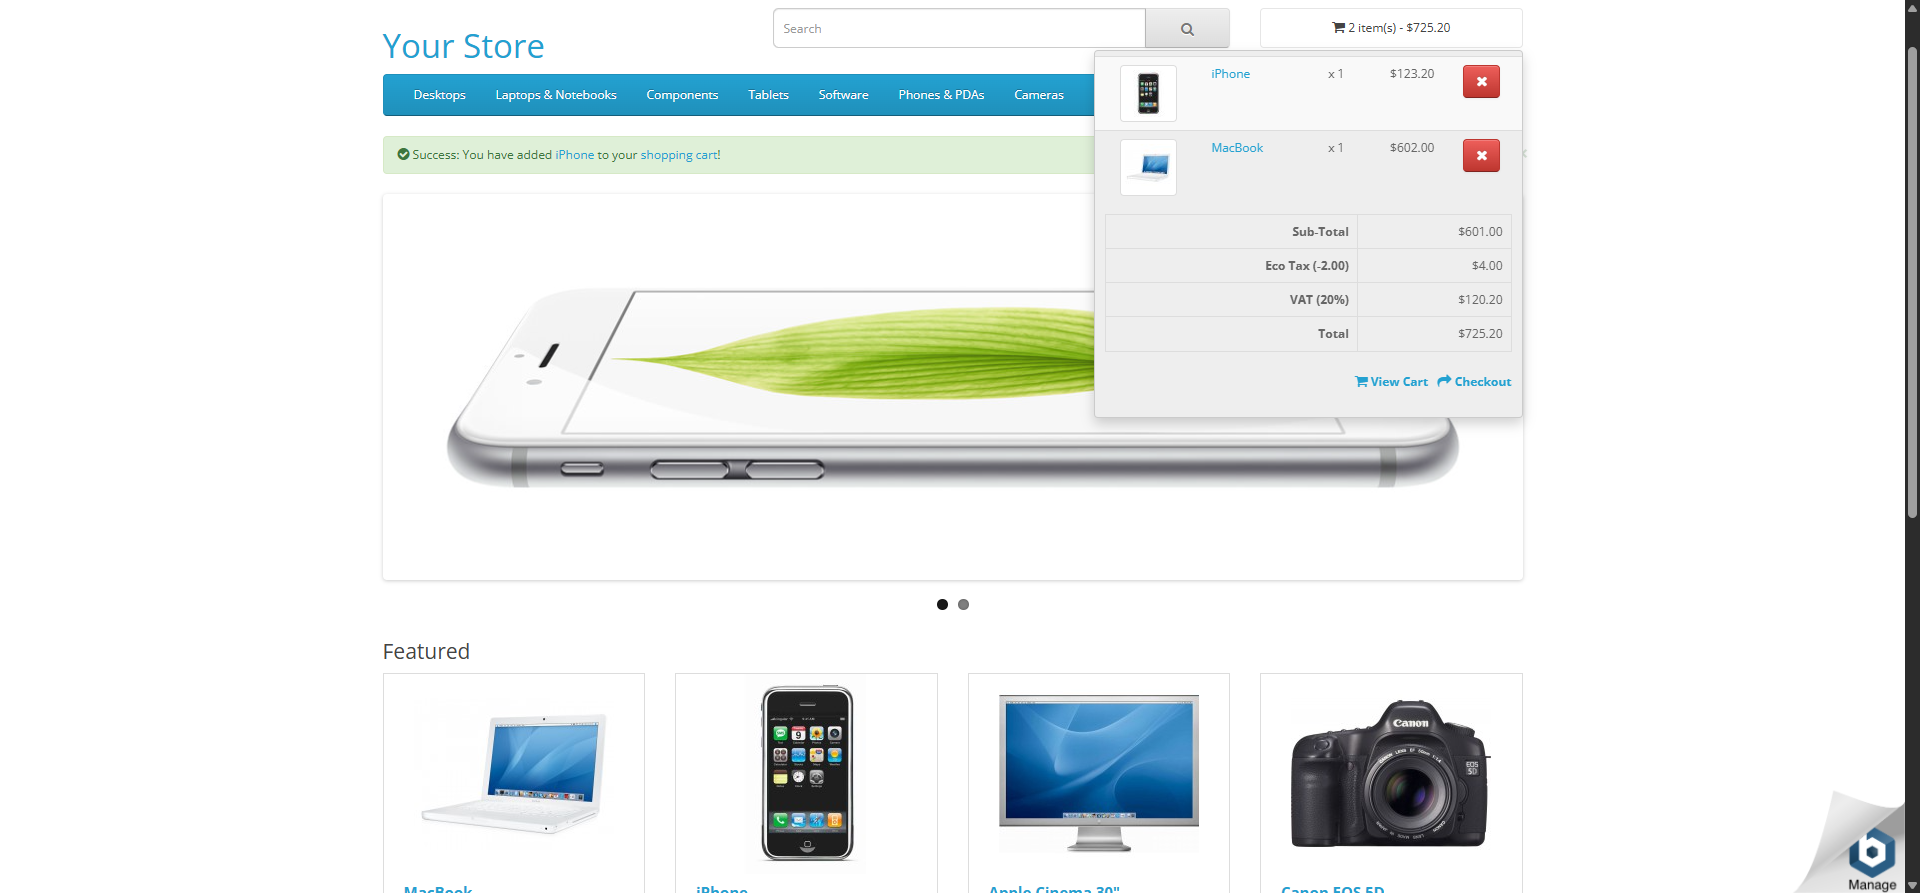 Your Store
Search
2 item(s) - $725.20
Desktops
Laptops & Notebooks
Components
Tablets
Software
Phones & PDAs
Cameras
iPhone x 1 $123.20
MacBook x 1 $602.00
Sub-Total $601.00
Eco Tax (-2.00) $4.00
VAT (20%) $120.20
Total $725.20
View Cart Checkout
Success: You have added iPhone to your shopping cart!
Featured
Canon
EOS
5D
MacBook
iPhone
Apple Cinema 30"
Canon EOS 5D
Manage